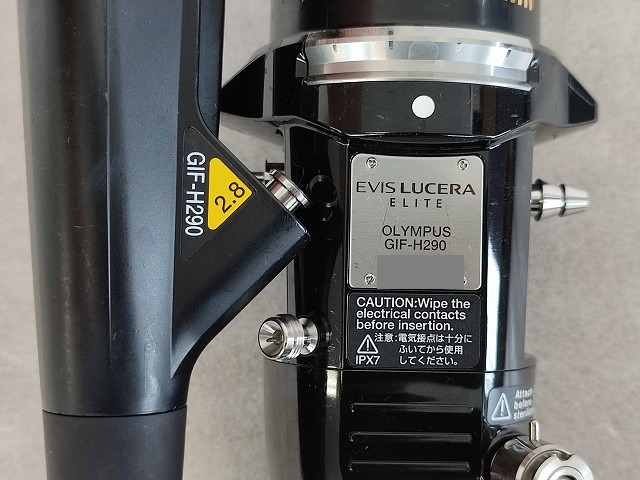 GIF-H290
2.8
EVIS LUCERA
ELITE
OLYMPUS
GIF-H290
CAUTION:Wipe the
electrical contacts
before insertion.
注意:電気接点は十分に
ふいてから使用
してください。
IPX7
Attach
before